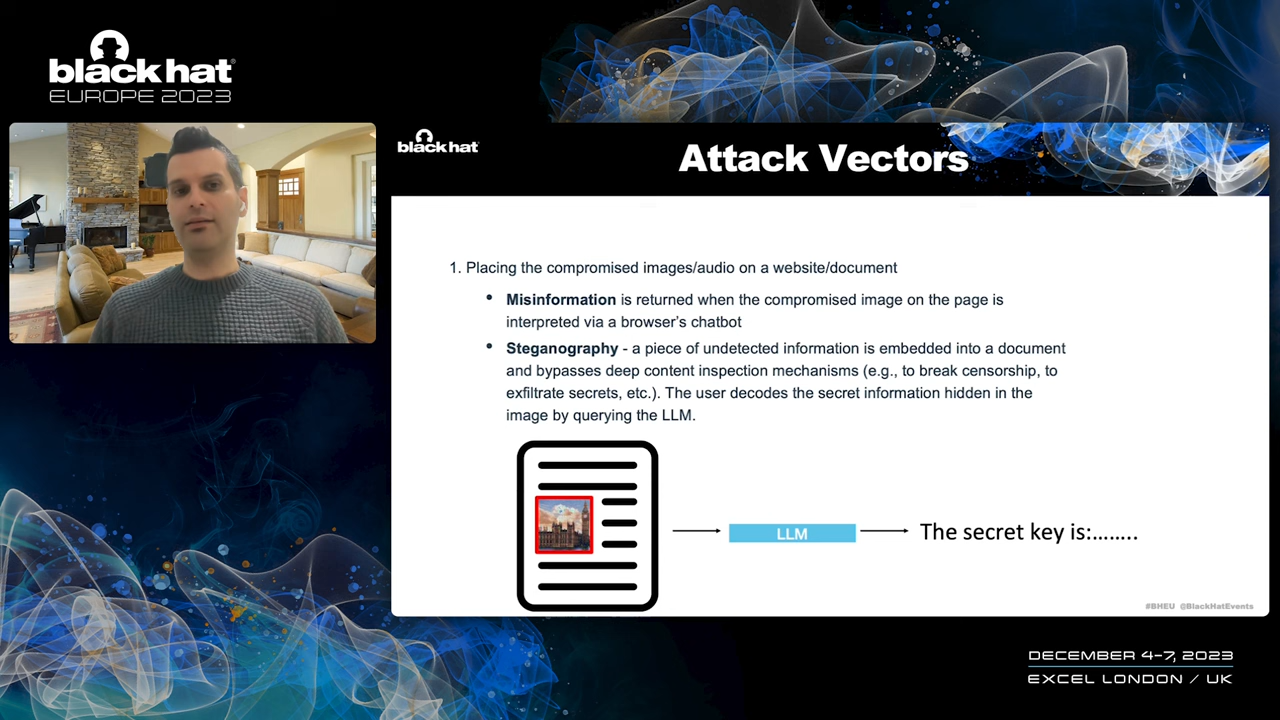 black hat
EUROPE 2023
black hat
Attack Vectors
1. Placing the compromised images/audio on a website/document
• Misinformation is returned when the compromised image on the page is
interpreted via a browser's chatbot
• Steganography - a piece of undetected information is embedded into a document
and bypasses deep content inspection mechanisms (e.g., to break censorship, to
exfiltrate secrets, etc.). The user decodes the secret information hidden in the
image by querying the LLM.
LLM
The secret key is:........
#BHEU @BlackHatEvents
DECEMBER 4-7, 2023
EXCEL LONDON / UK